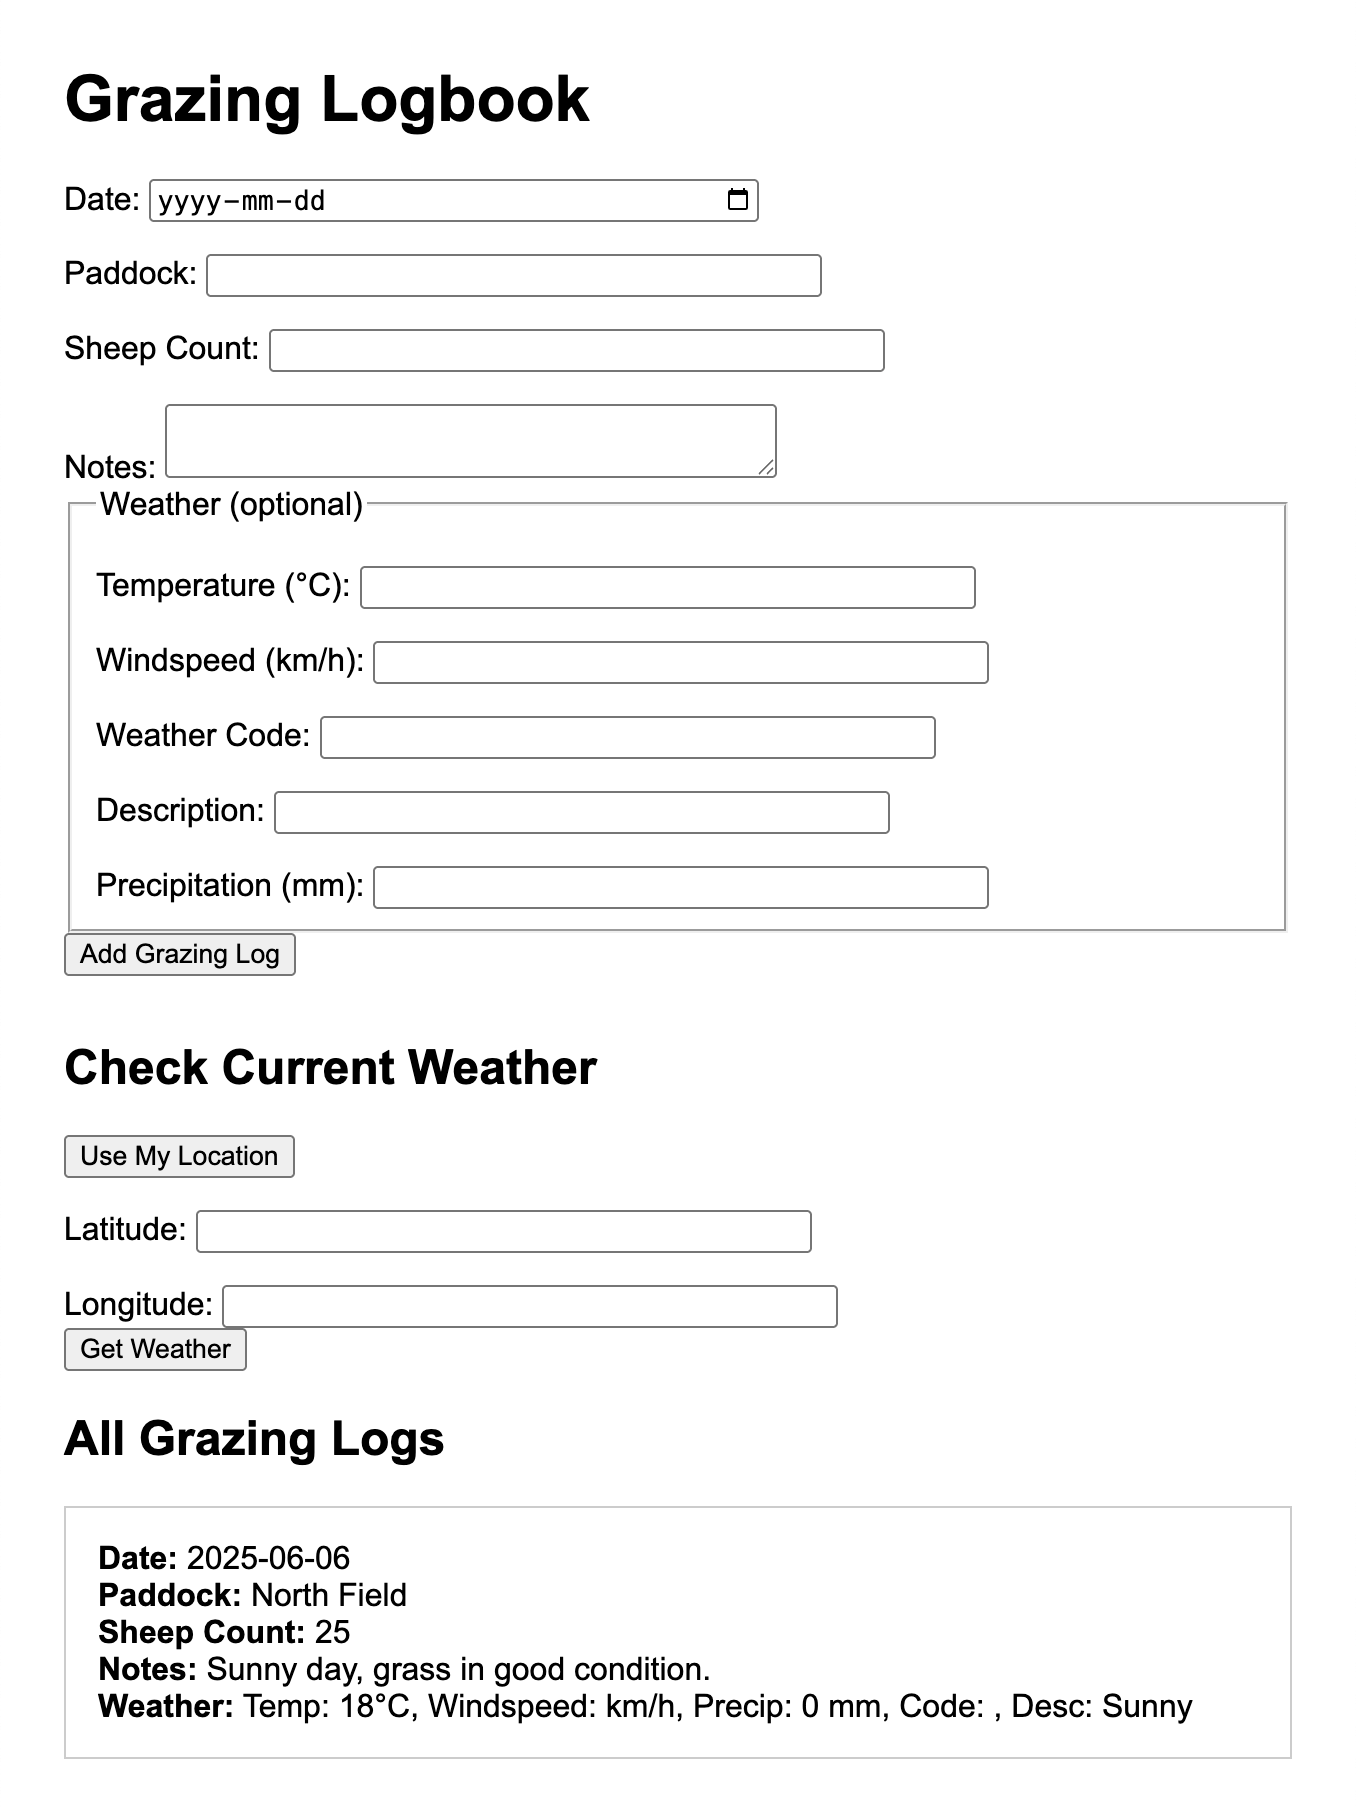 Grazing Logbook
Date: yyyy-mm-dd
Paddock:
Sheep Count:
Notes:
Weather (optional)
Temperature (°C):
Windspeed (km/h):
Weather Code:
Description:
Precipitation (mm):
Add Grazing Log
Check Current Weather
Use My Location
Latitude:
Longitude:
Get Weather
All Grazing Logs
Date: 2025-06-06
Paddock: North Field
Sheep Count: 25
Notes: Sunny day, grass in good condition.
Weather: Temp: 18°C, Windspeed: km/h, Precip: 0 mm, Code: , Desc: Sunny